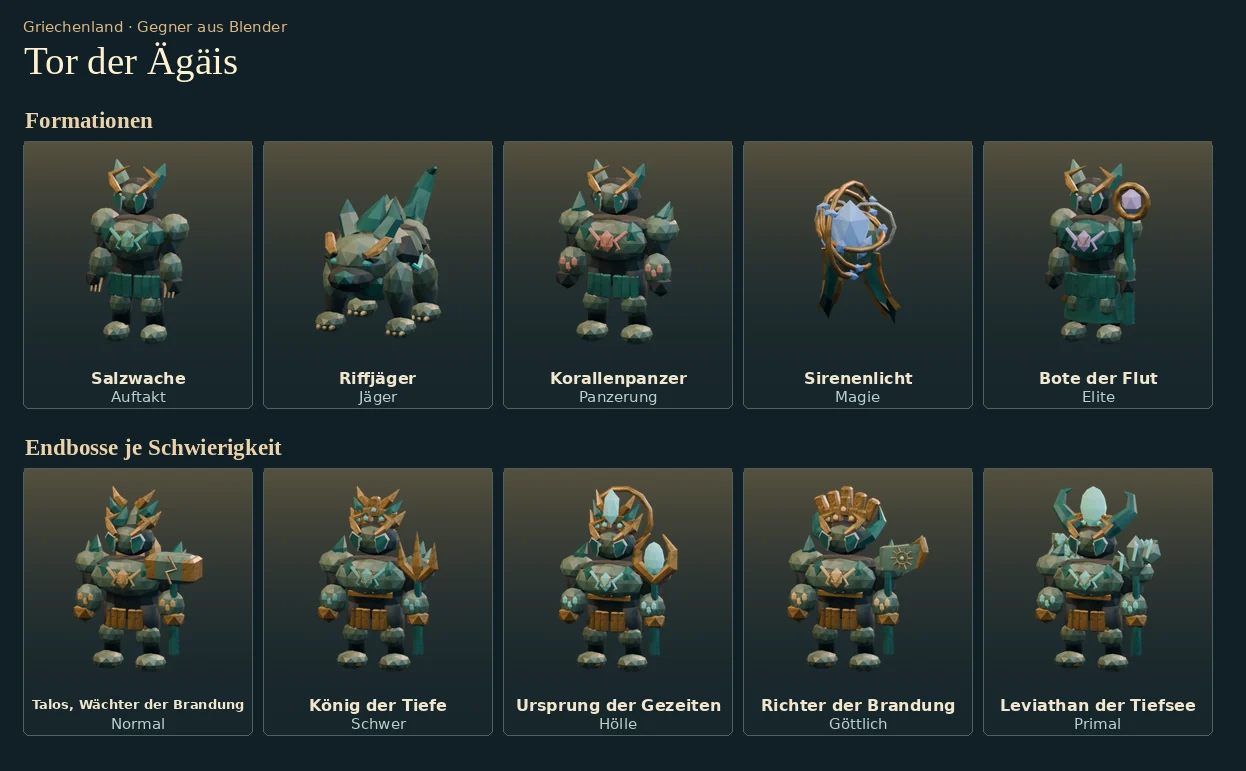 Griechenland · Gegner aus Blender
Tor der Ägäis
Formationen
Salzwache
Auftakt
Riffjäger
Jäger
Korallenpanzer
Panzerung
Sirenenlicht
Magie
Bote der Flut
Elite
Endbosse je Schwierigkeit
Talos, Wächter der Brandung
Normal
König der Tiefe
Schwer
Ursprung der Gezeiten
Hölle
Richter der Brandung
Göttlich
Leviathan der Tiefsee
Primal